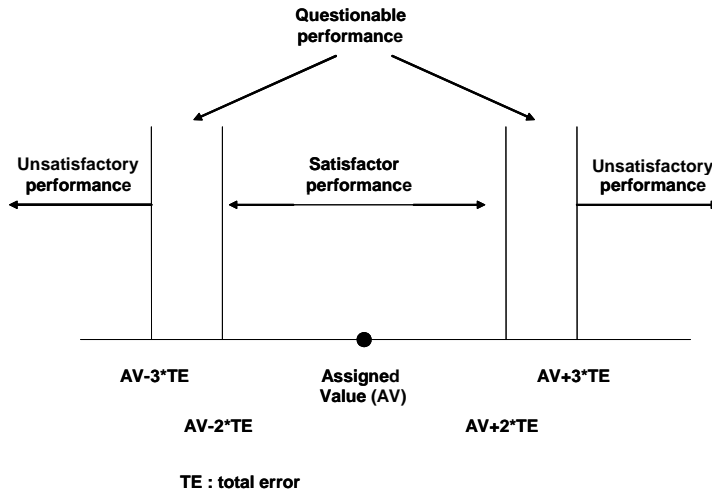 Questionable
performance
Unsatisfactory
performance
Satisfactor
performance
Unsatisfactory
performance
AV-3*TE
Assigned
Value (AV)
AV+3*TE
AV-2*TE
AV+2*TE
TE : total error